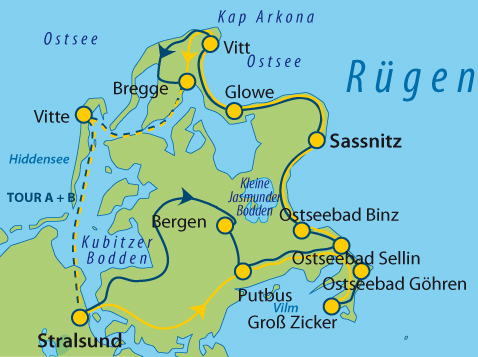 Kap Arkona
Ostsee
Vitt
Ostsee
Rügen
Bregge
Glowe
Vitte
Sassnitz
Hiddensee
Kleine
Jasmunder
Bodden
TOUR A + B
Ostseebad Binz
Bergen
Kubitzer
Bodden
Ostseebad Sellin
Ostseebad Göhren
Putbus
Vilm
Groß Zicker
Stralsund